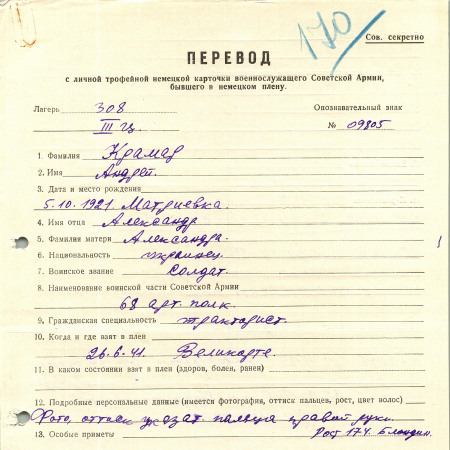 170
Сов. секретно
ПЕРЕВОД
с личной трофейной немецкой карточки военнослужащего Советской Армии,
бывшего в немецком плену.
Лагерь 308 Опознавательный знак
III Ц. № 09805
1. Фамилия Крамар
2. Имя Андрей.
3. Дата и место рождения
5.10.1921. Матриевка.
4. Имя отца Александр
5. Фамилия матери Александра.
6. Национальность украинец.
7. Воинское звание Солдат.
8. Наименование воинской части Советской Армии
68 арт. полк.
9. Гражданская специальность тракторист.
10. Когда и где взят в плен
26.6.41. 
11. В каком состоянии взят в плен (здоров, болен, ранен)
12. Подробные персональные данные (имеется фотография, оттиск пальцев, рост, цвет волос)
Фото, оттиск указат. пальца правой руки.
13. Особые приметы Рост 174. Блондин.